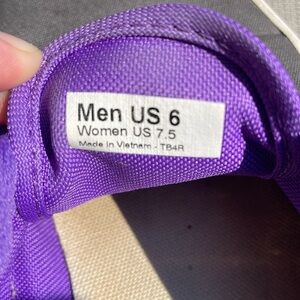 Men US 6
Women US 7.5
Made in Vietnam - TB4R